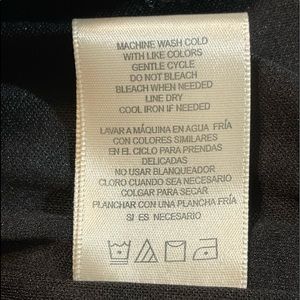 MACHINE WASH COLD
WITH LIKE COLORS
GENTLE CYCLE
DO NOT BLEACH
BLEACH WHEN NEEDED
LINE DRY
COOL IRON IF NEEDED
LAVAR A MÁQUINA EN AGUA FRÍA
CON COLORES SIMILARES
EN EL CICLO PARA PRENDAS
DELICADAS
NO USAR BLANQUEADOR
CLORO CUANDO SEA NECESARIO
COLGAR PARA SECAR
PLANCHAR CON UNA PLANCHA FRÍA
SI ES NECESARIO